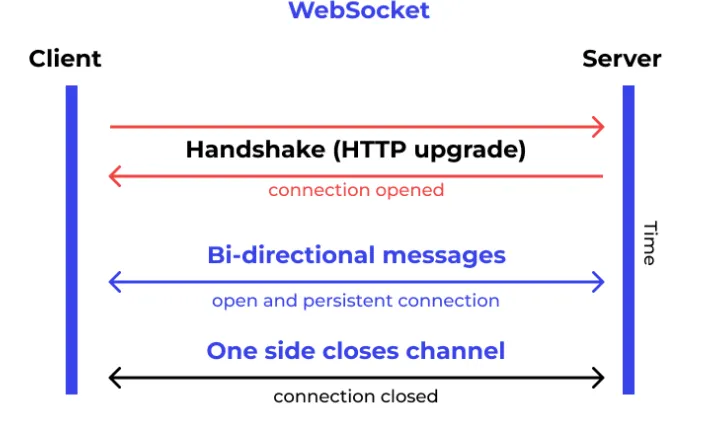 WebSocket
Client
Server
Handshake (HTTP upgrade)
connection opened
Time
Bi-directional messages
open and persistent connection
One side closes channel
connection closed